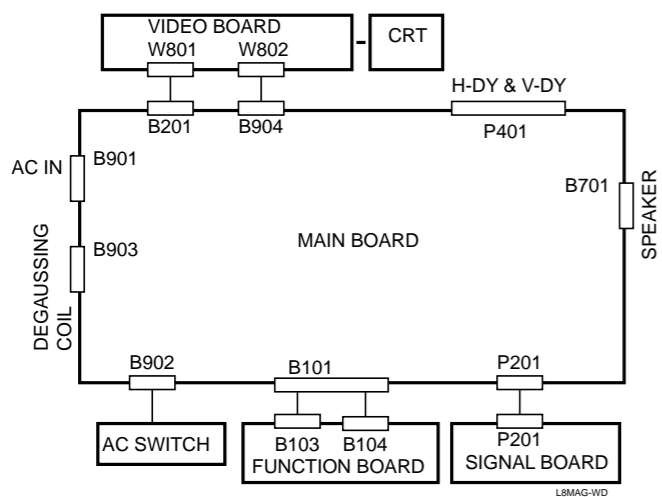 VIDEO BOARD
W801 W802
CRT
B201 B904
H-DY & V-DY
P401
AC IN
B901
B701
SPEAKER
MAIN BOARD
B903
DEGAUSSING
COIL
B902
B101
P201
AC SWITCH
B103 B104
FUNCTION BOARD
P201
SIGNAL BOARD
L8MAG-WD